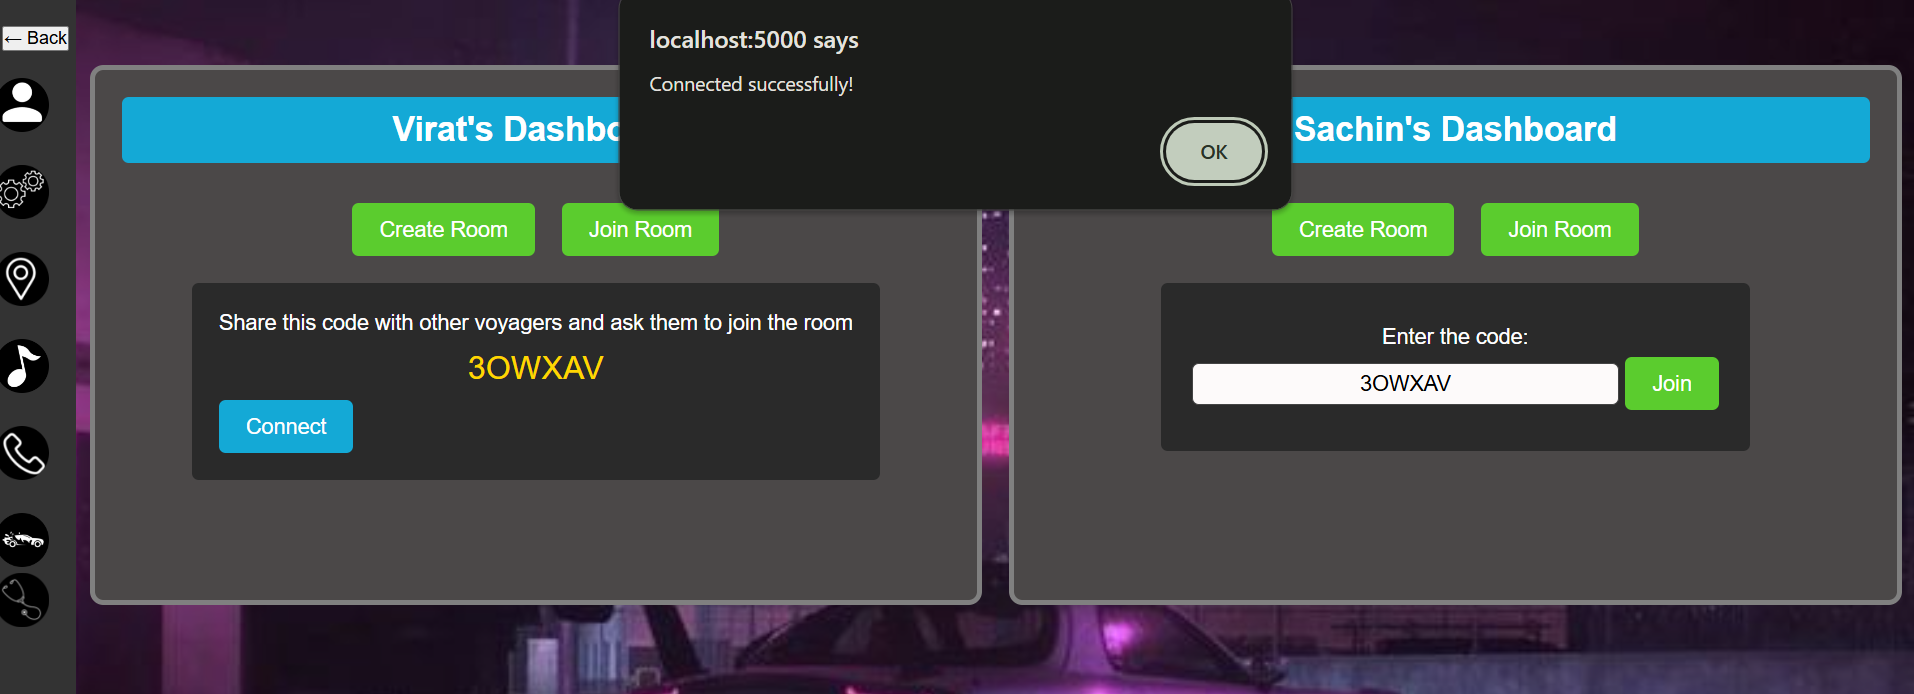 ← Back
localhost:5000 says
Connected successfully!
OK
Virat's Dashbo
Create Room
Join Room
Share this code with other voyagers and ask them to join the room
3OWXAV
Connect
Sachin's Dashboard
Create Room
Join Room
Enter the code:
3OWXAV
Join